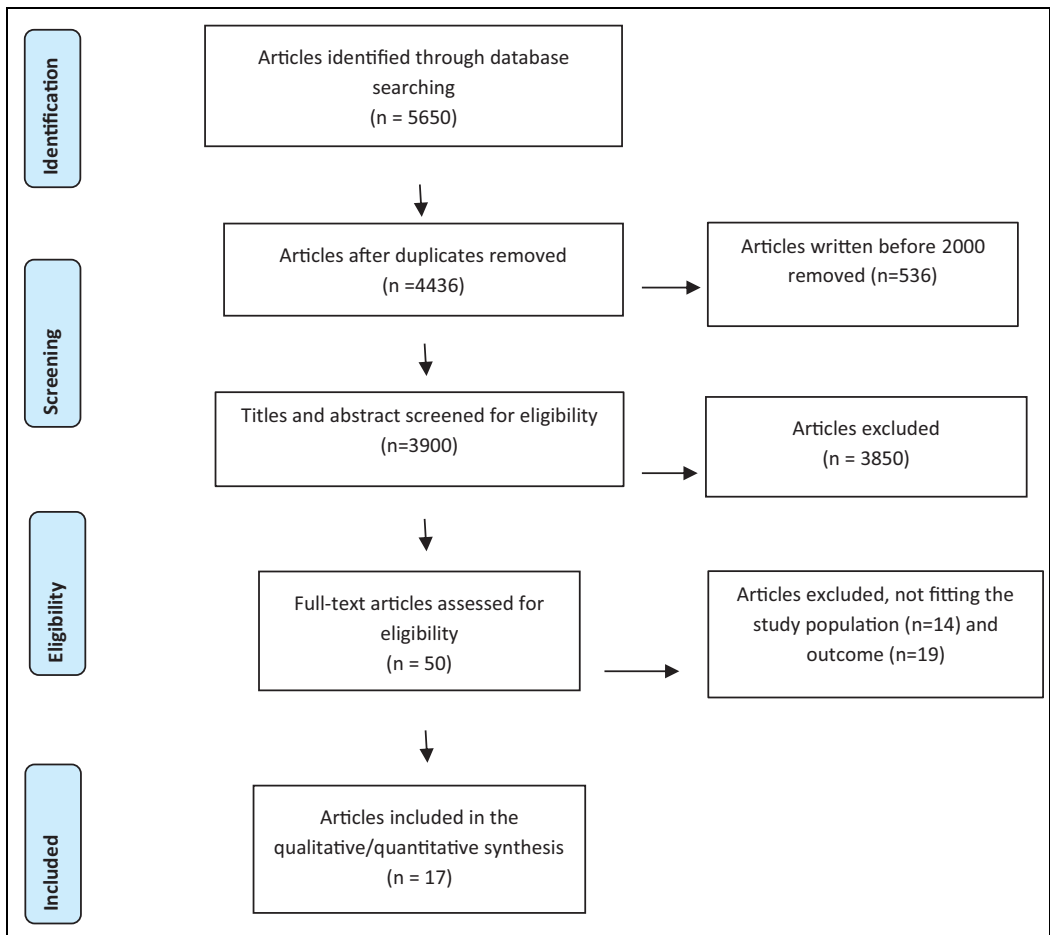 Identification
Articles identified through database
searching
(n = 5650)
Screening
Articles after duplicates removed
(n =4436)
Articles written before 2000
removed (n=536)
Titles and abstract screened for eligibility
(n=3900)
Articles excluded
(n = 3850)
Eligibility
Full-text articles assessed for
eligibility
(n = 50)
Articles excluded, not fitting the
study population (n=14) and
outcome (n=19)
Included
Articles included in the
qualitative/quantitative synthesis
(n = 17)